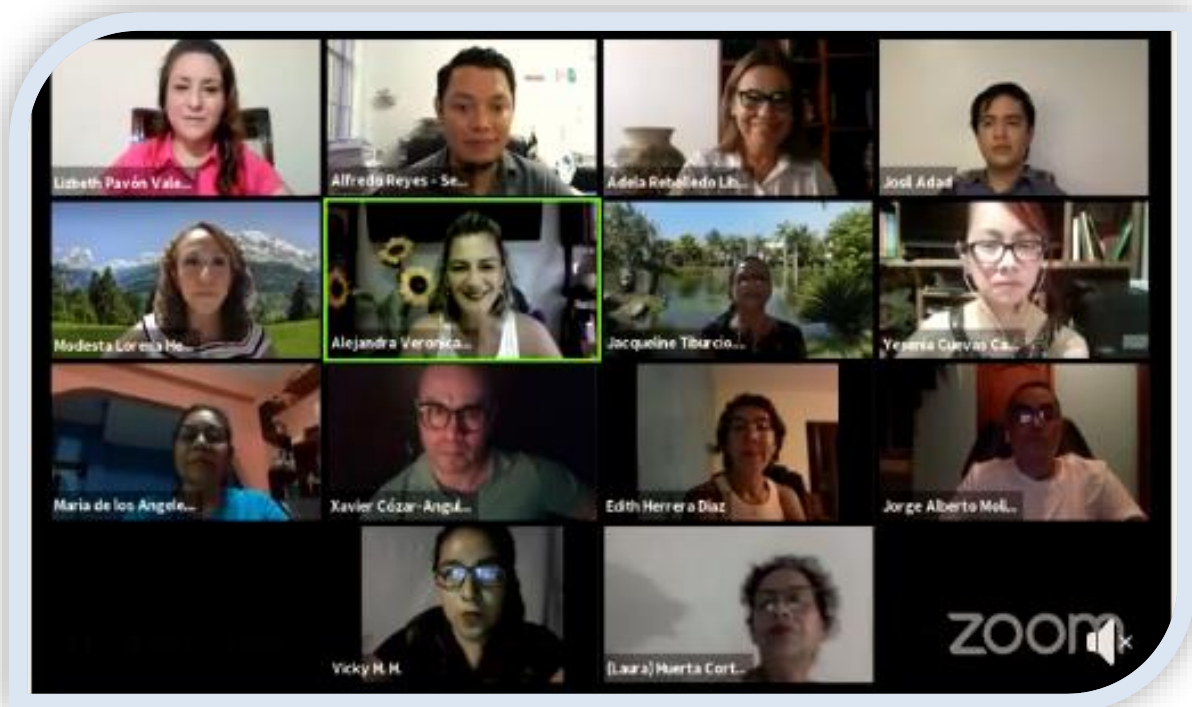 Lizbeth Pavón Vale...
Alfredo Reyes - Se...
Adela Rebolledo Lib...
Josil Adad
Modesta Lorena He...
Alejandra Veronica...
Jacqueline Tiburcio...
Yesenia Cuevas Ca...
Maria de los Angele...
Xavier Cózar-Angul...
Edith Herrera Diaz
Jorge Alberto Moli...
Vicky H. H.
(Laura) Huerta Cort...
zoom